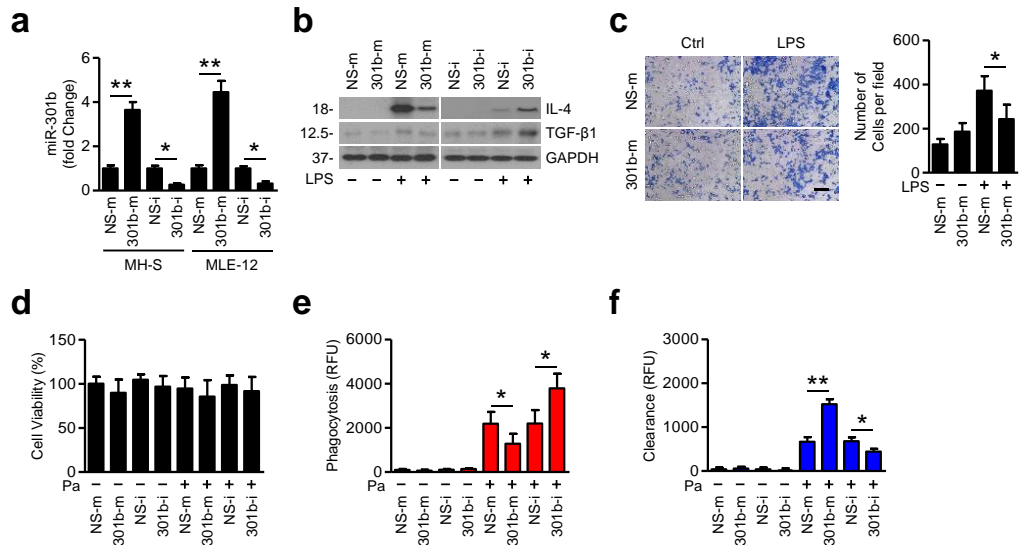 a
miR-301b
(fold Change)
6
4
2
0
**
*
**
*
NS-m
301b-m
NS-i
301b-i
NS-m
301b-m
NS-i
301b-i
MH-S
MLE-12
b
NS-m
301b-m
NS-m
301b-m
NS-i
301b-i
NS-i
301b-i
18-
IL-4
12.5-
TGF-β1
37-
GAPDH
LPS
– – + + – – + +
c
Ctrl
LPS
NS-m
301b-m
Number of
Cells per field
600
400
200
0
*
LPS – – + +
NS-m
301b-m
NS-m
301b-m
d
Cell Viability (%)
150
100
50
0
Pa – – – – + + + +
NS-m
301b-m
NS-i
301b-i
NS-m
301b-m
NS-i
301b-i
e
Phagocytosis (RFU)
6000
4000
2000
0
*
*
Pa – – – – + + + +
NS-m
301b-m
NS-i
301b-i
NS-m
301b-m
NS-i
301b-i
f
Clearance (RFU)
3000
2000
1000
0
**
*
Pa – – – – + + + +
NS-m
301b-m
NS-i
301b-i
NS-m
301b-m
NS-i
301b-i